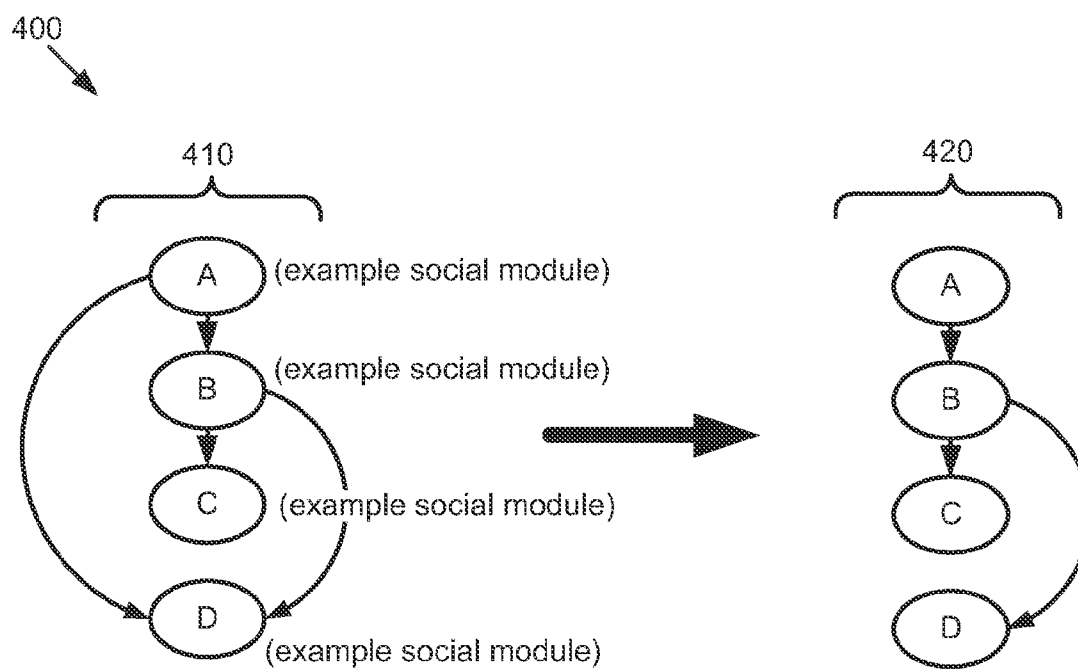 400
410
420
A (example social module)
A
B (example social module)
B
C (example social module)
C
D
D
(example social module)